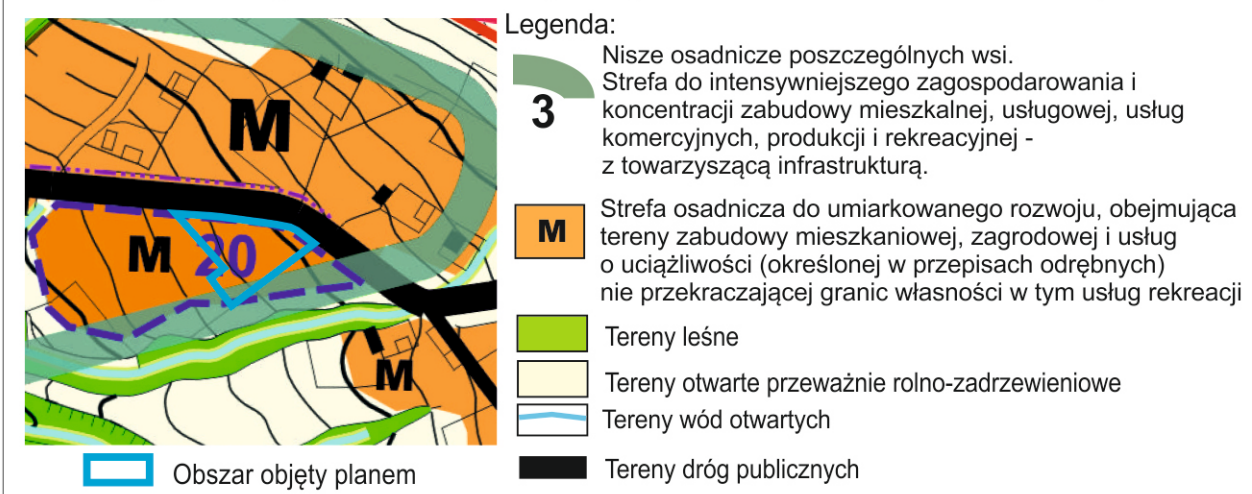 M
M 20
M
Obszar objęty planem
Legenda:
3
Nisze osadnicze poszczególnych wsi.
Strefa do intensywniejszego zagospodarowania i
koncentracji zabudowy mieszkalnej, usługowej, usług
komercyjnych, produkcji i rekreacyjnej -
z towarzyszącą infrastrukturą.
M
Strefa osadnicza do umiarkowanego rozwoju, obejmująca
tereny zabudowy mieszkaniowej, zagrodowej i usług
o uciążliwości (określonej w przepisach odrębnych)
nie przekraczającej granic własności w tym usług rekreacji
Tereny leśne
Tereny otwarte przeważnie rolno-zadrzewieniowe
Tereny wód otwartych
Tereny dróg publicznych